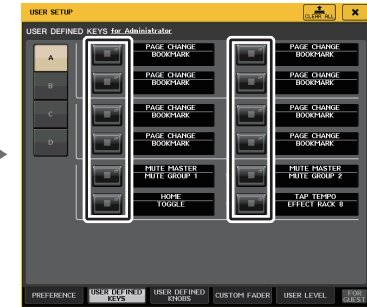 USER SETUP
CLEAR ALL
USER DEFINED KEYS for Administrator
A
PAGE CHANGE
BOOKMARK
PAGE CHANGE
BOOKMARK
B
PAGE CHANGE
BOOKMARK
PAGE CHANGE
BOOKMARK
C
PAGE CHANGE
BOOKMARK
PAGE CHANGE
BOOKMARK
D
PAGE CHANGE
BOOKMARK
PAGE CHANGE
BOOKMARK
MUTE MASTER
MUTE GROUP 1
MUTE MASTER
MUTE GROUP 2
HOME
TOGGLE
TAP TEMPO
EFFECT RACK 8
PREFERENCE
USER DEFINED
KEYS
USER DEFINED
KNOBS
CUSTOM FADER
USER LEVEL
FOR
GUEST